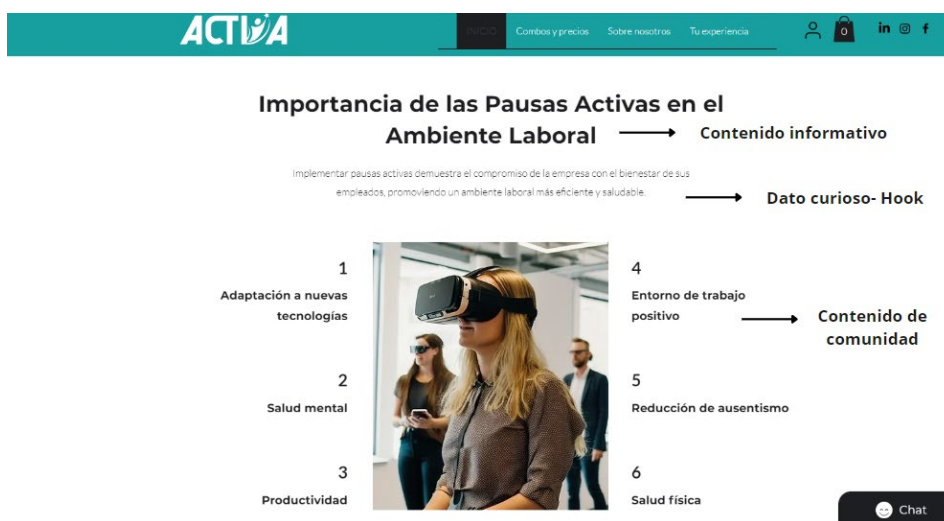 ACTIVA
INICIO
Combos y precios
Sobre nosotros
Tu experiencia
0
in
f
Importancia de las Pausas Activas en el
Ambiente Laboral
Contenido informativo
Implementar pausas activas demuestra el compromiso de la empresa con el bienestar de sus
empleados, promoviendo un ambiente laboral más eficiente y saludable.
Dato curioso- Hook
1
Adaptación a nuevas
tecnologías
2
Salud mental
3
Productividad
4
Entorno de trabajo
positivo
Contenido de
comunidad
5
Reducción de ausentismo
6
Salud física
Chat